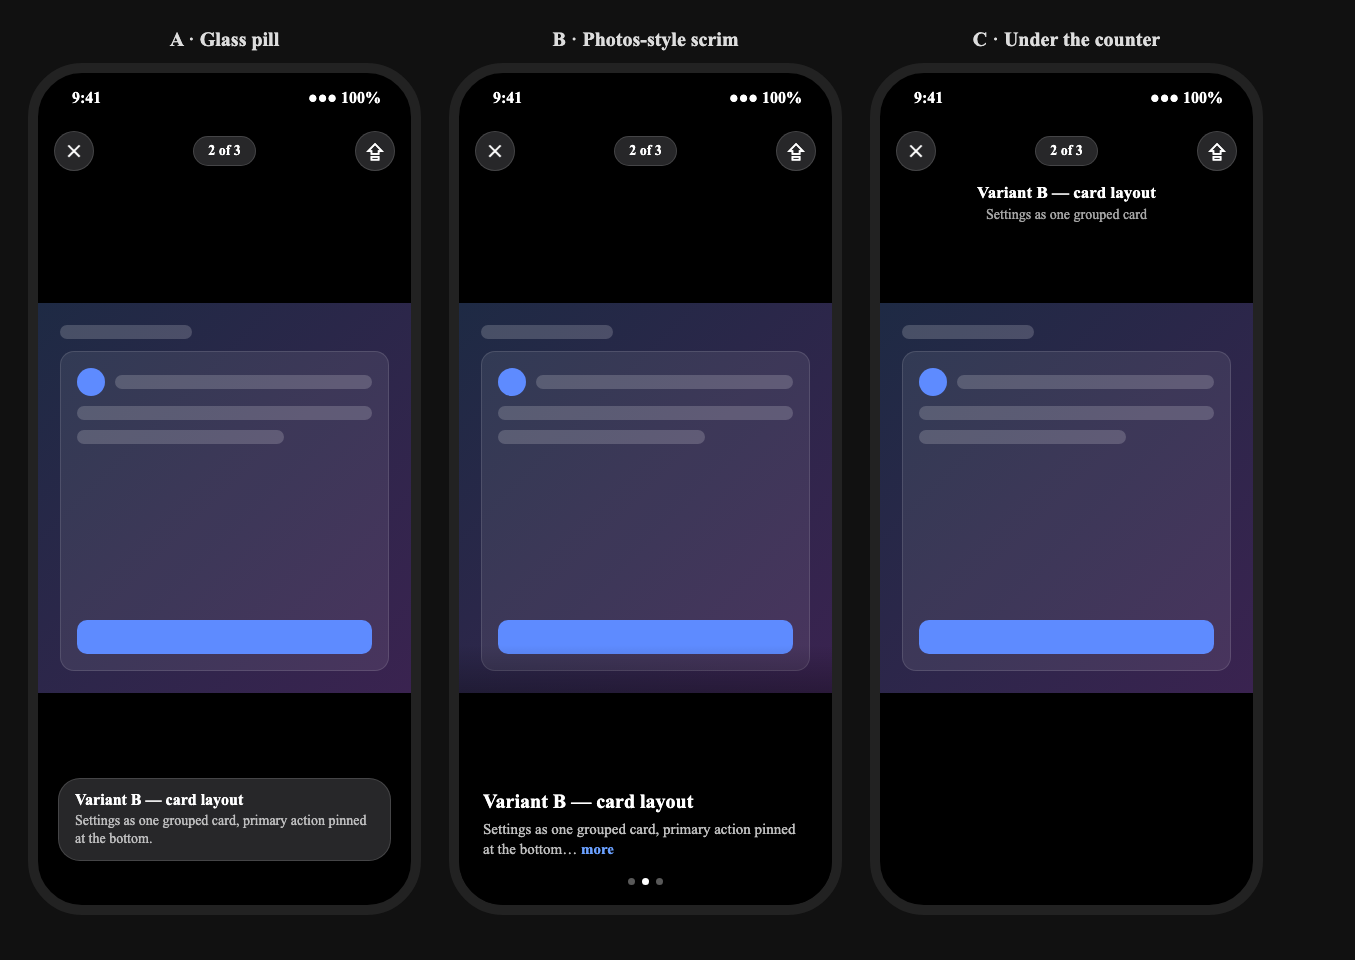 A · Glass pill
9:41
●●● 100%
2 of 3
Variant B — card layout
Settings as one grouped card, primary action pinned
at the bottom.
B · Photos-style scrim
9:41
●●● 100%
2 of 3
Variant B — card layout
Settings as one grouped card, primary action pinned
at the bottom… more
C · Under the counter
9:41
●●● 100%
2 of 3
Variant B — card layout
Settings as one grouped card